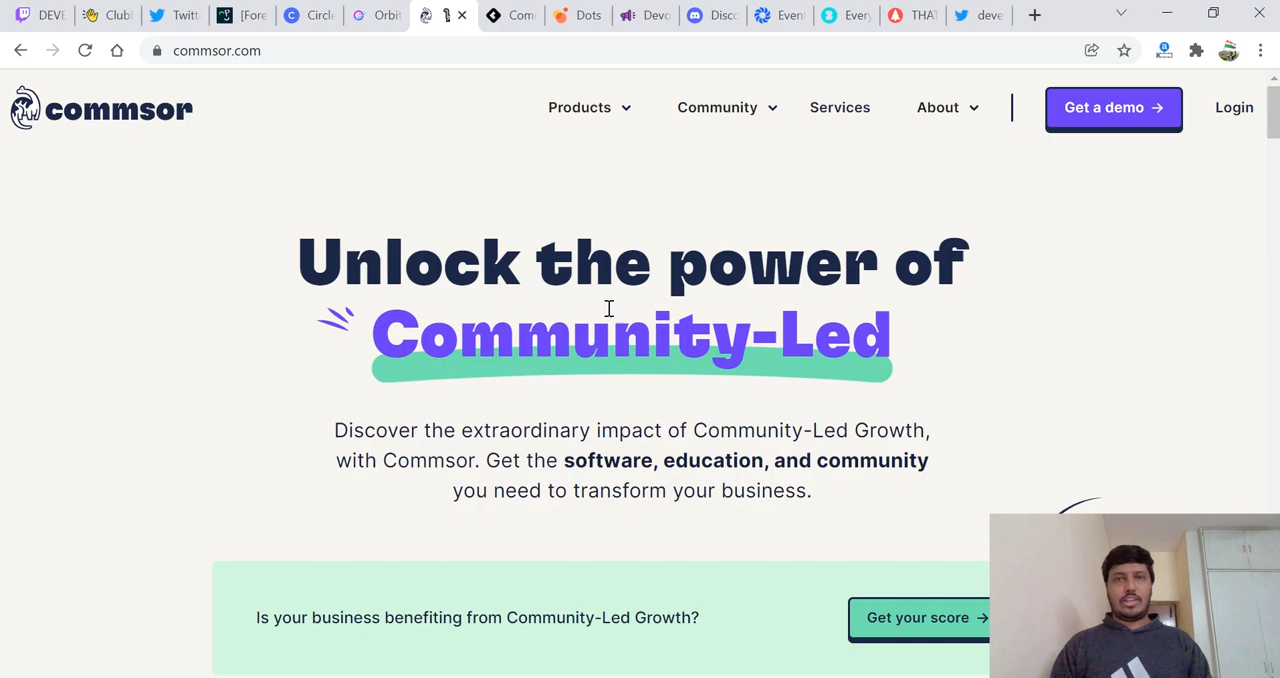 DEVE
Club
Twitt
[Fore
Circle
Orbit
Com
Dots
Devo
Disco
Event
Every
THAT
deve
commsor.com
commsor
Products
Community
Services
About
Get a demo →
Login
Unlock the power of
Community-Led
Discover the extraordinary impact of Community-Led Growth,
with Commsor. Get the software, education, and community
you need to transform your business.
Is your business benefiting from Community-Led Growth?
Get your score →